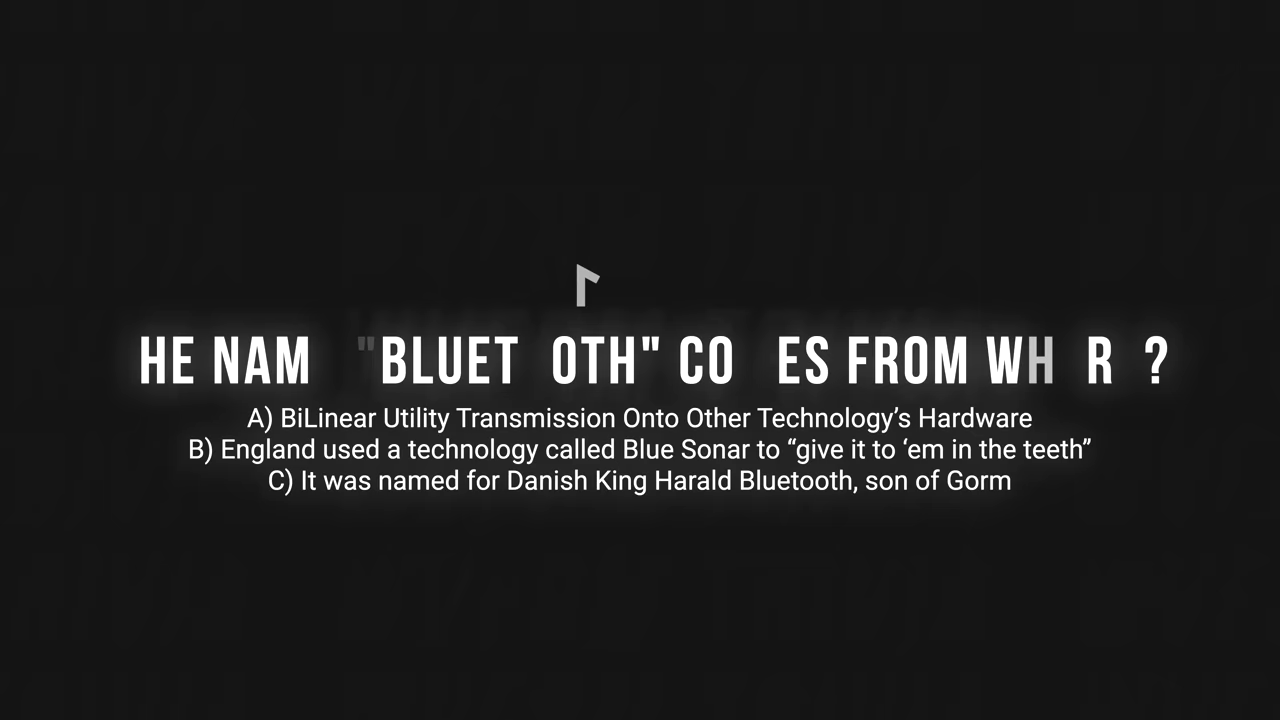 HE NAM "BLUET OTH" CO ES FROM WH R ?
A) BiLinear Utility Transmission Onto Other Technology’s Hardware
B) England used a technology called Blue Sonar to “give it to ‘em in the teeth”
C) It was named for Danish King Harald Bluetooth, son of Gorm